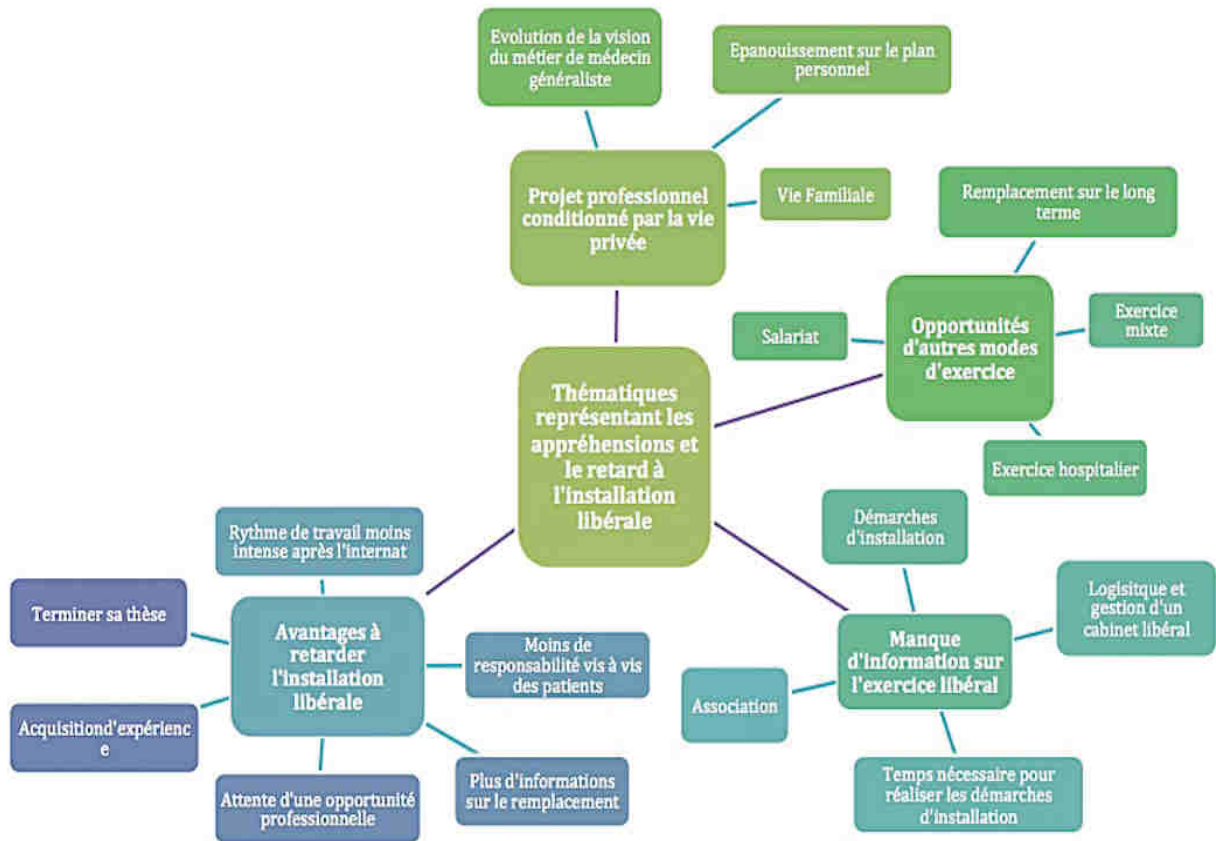 Evolution de la vision
du métier de médecin
généraliste
Epanouissement sur le plan
personnel
Projet professionnel
conditionné par la vie
privée
Vie Familiale
Remplacement sur le long
terme
Salariat
Opportunités
d'autres modes
d'exercice
Exercice
mixte
Exercice hospitalier
Thématiques
représentant les
appréhensions et
le retard à
l'installation
libérale
Démarches
d'installation
Logisitque et
gestion d'un
cabinet libéral
Manque
d'information sur
l'exercice libéral
Association
Temps nécessaire pour
réaliser les démarches
d'installation
Rythme de travail moins
intense après l'internat
Terminer sa thèse
Avantages à
retarder
l'installation
libérale
Moins de
responsabilité vis à vis
des patients
Acquisitiond'expérienc
e
Attente d'une opportunité
professionnelle
Plus d'informations
sur le remplacement